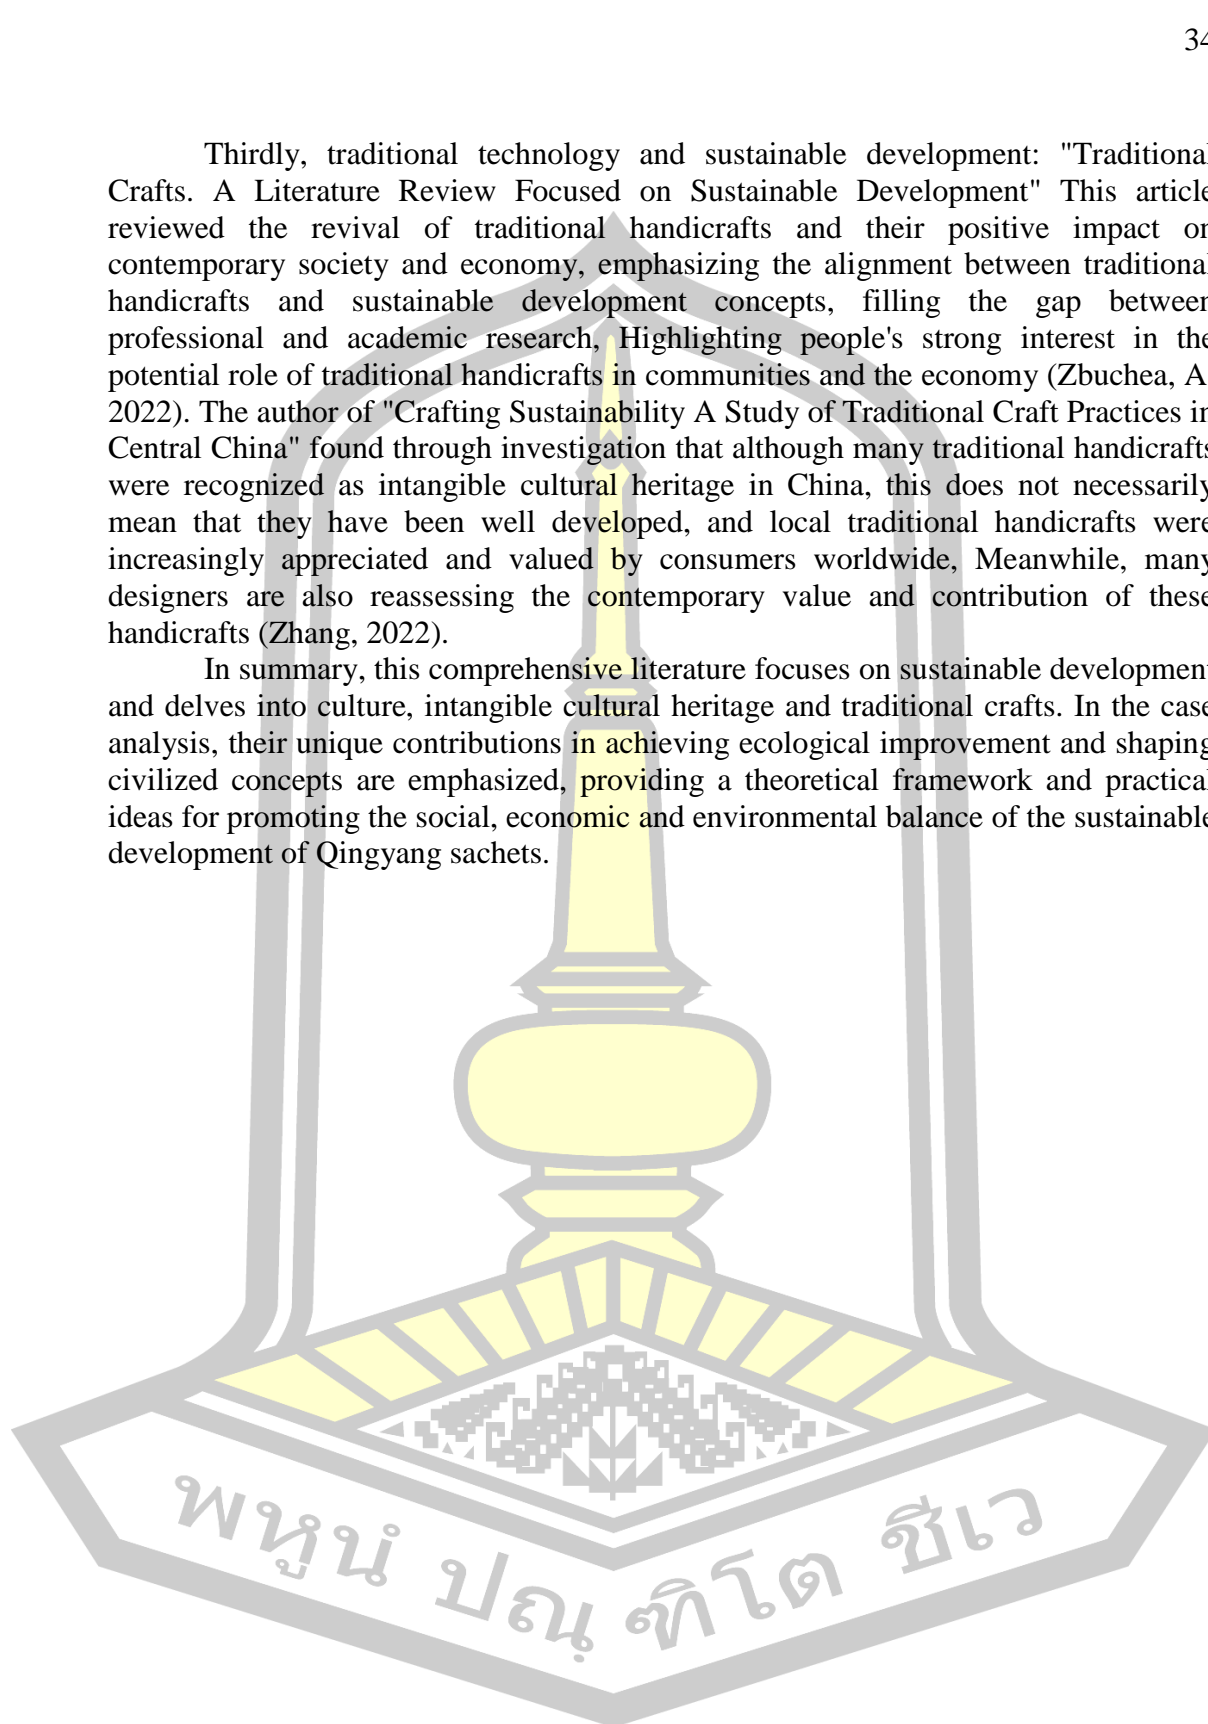 34
Thirdly, traditional technology and sustainable development: "Traditional
Crafts. A Literature Review Focused on Sustainable Development" This article
reviewed the revival of traditional handicrafts and their positive impact on
contemporary society and economy, emphasizing the alignment between traditional
handicrafts and sustainable development concepts, filling the gap between
professional and academic research, Highlighting people's strong interest in the
potential role of traditional handicrafts in communities and the economy (Zbuchea, A
2022). The author of "Crafting Sustainability A Study of Traditional Craft Practices in
Central China" found through investigation that although many traditional handicrafts
were recognized as intangible cultural heritage in China, this does not necessarily
mean that they have been well developed, and local traditional handicrafts were
increasingly appreciated and valued by consumers worldwide, Meanwhile, many
designers are also reassessing the contemporary value and contribution of these
handicrafts (Zhang, 2022).
In summary, this comprehensive literature focuses on sustainable development
and delves into culture, intangible cultural heritage and traditional crafts. In the case
analysis, their unique contributions in achieving ecological improvement and shaping
civilized concepts are emphasized, providing a theoretical framework and practical
ideas for promoting the social, economic and environmental balance of the sustainable
development of Qingyang sachets.
พหูนํ ปณฺ ฑิโต ชีเว